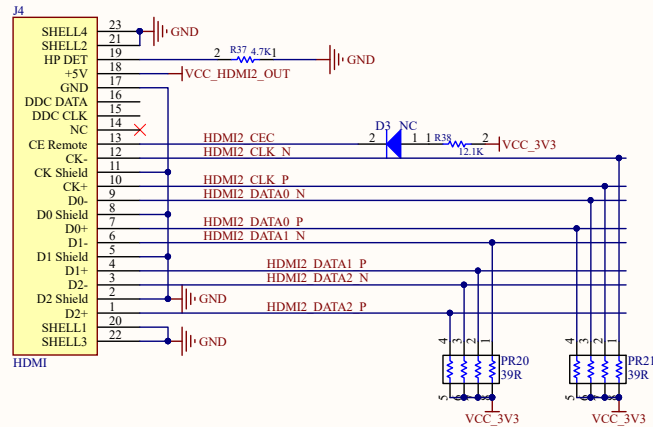 J4
SHELL4 23 GND
SHELL2 21
HP DET 19 2 R37 4.7K 1 GND
+5V 18 VCC_HDMI2_OUT
GND 17
DDC DATA 16
DDC CLK 15
NC 14
CE Remote 13 HDMI2_CEC 2 D3 NC 1 1 R38 12.1K 2 VCC_3V3
CK- 12 HDMI2_CLK_N
CK Shield 11
CK+ 10 HDMI2_CLK_P
D0- 9 HDMI2_DATA0_N
D0 Shield 8
D0+ 7 HDMI2_DATA0_P
D1- 6 HDMI2_DATA1_N
D1 Shield 5
D1+ 4 HDMI2_DATA1_P
D2- 3 HDMI2_DATA2_N
D2 Shield 2 GND
D2+ 1 HDMI2_DATA2_P
SHELL1 20
SHELL3 22 GND
HDMI
4 3 2 1 4 3 2 1
PR20 PR21
39R 39R
5 8 5 8
VCC_3V3 VCC_3V3